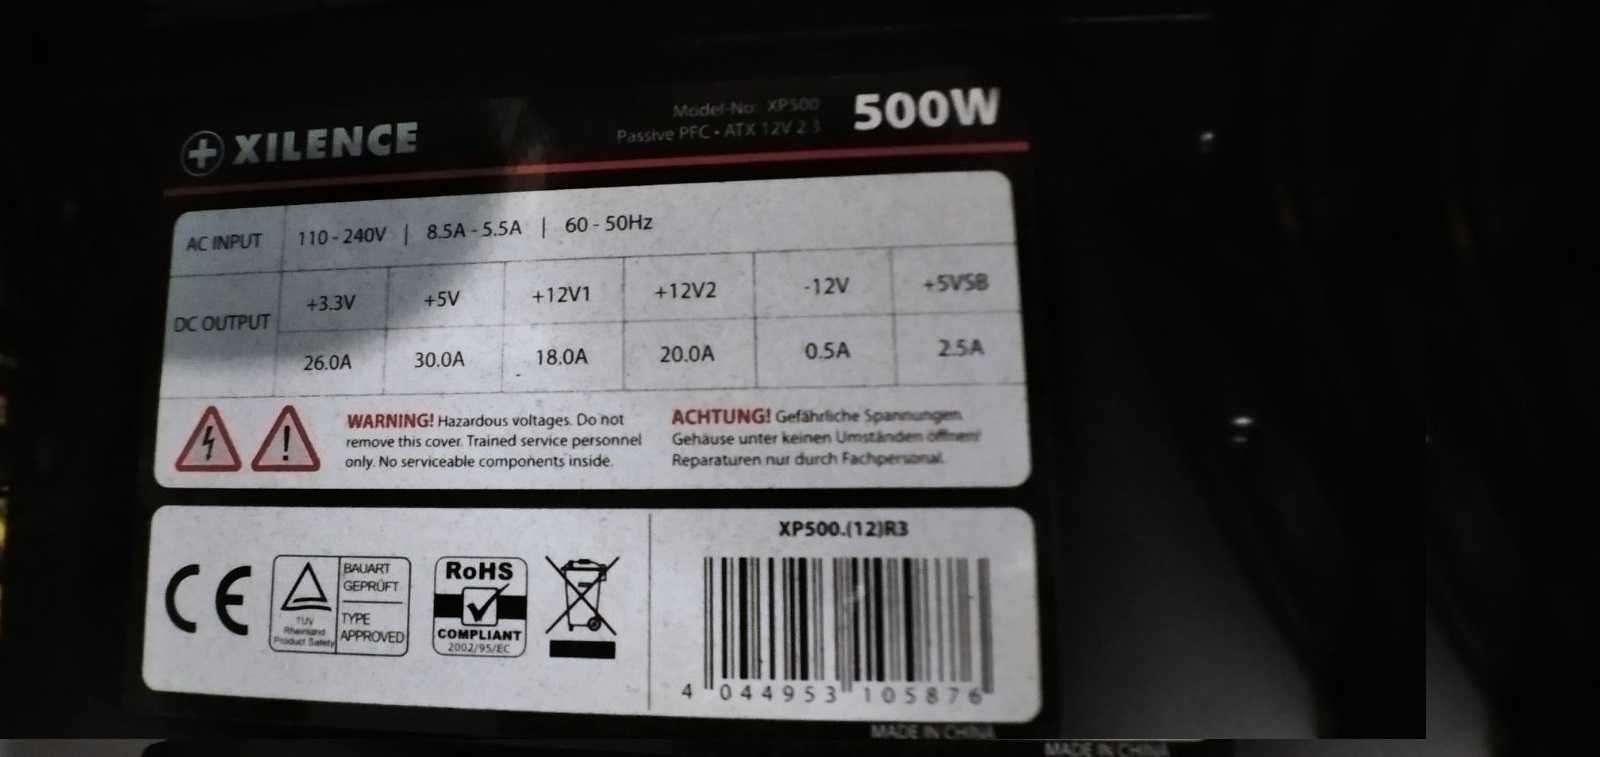 XILENCE
Model-No: XP500
Passive PFC • ATX 12V 2.3
500W
AC INPUT 110 - 240V | 8.5A - 5.5A | 60 - 50Hz
DC OUTPUT
+3.3V +5V +12V1 +12V2 -12V +5VSB
26.0A 30.0A 18.0A 20.0A 0.5A 2.5A
WARNING! Hazardous voltages. Do not
remove this cover. Trained service personnel
only. No serviceable components inside.
ACHTUNG! Gefährliche Spannungen.
Gehäuse unter keinen Umständen öffnen!
Reparaturen nur durch Fachpersonal.
CE
TÜV
Rheinland
Product Safety
BAUART
GEPRÜFT
TYPE
APPROVED
RoHS
COMPLIANT
2002/95/EC
XP500.(12)R3
4 044953 105876
MADE IN CHINA
MADE IN CHINA